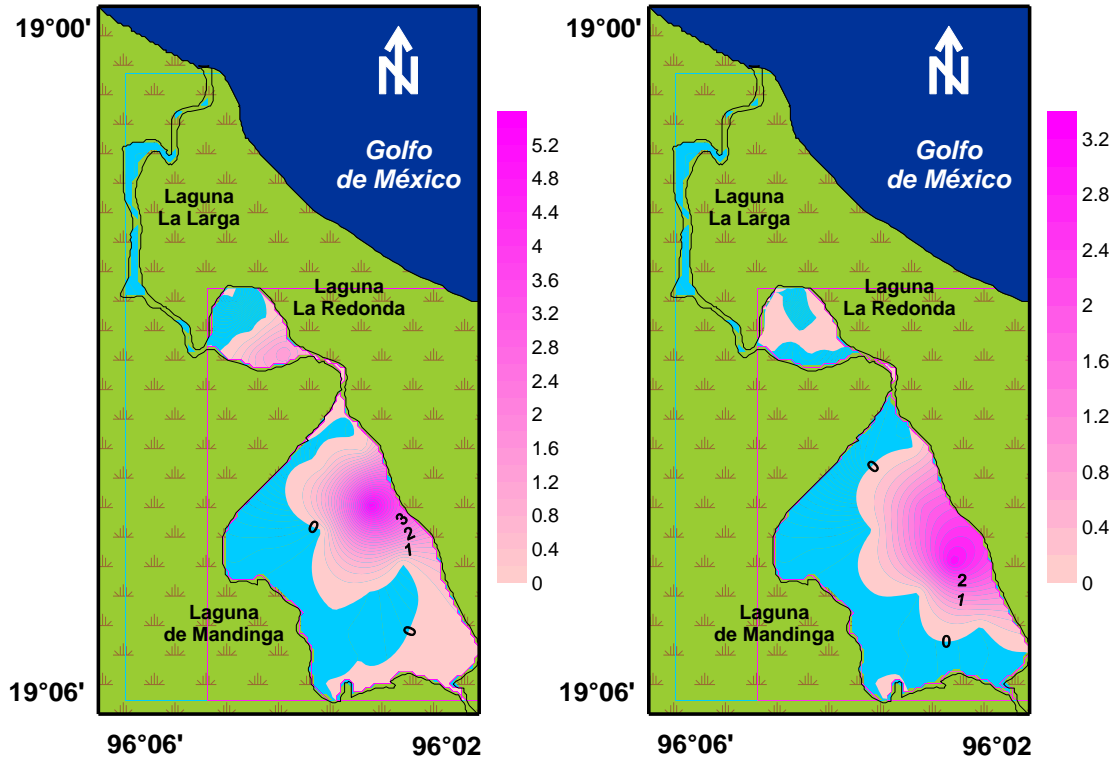 19°00'
N
Golfo
de México
Laguna
La Larga
Laguna
La Redonda
0
3
2
1
0
Laguna
de Mandinga
19°06'
96°06'
96°02
5.2
4.8
4.4
4
3.6
3.2
2.8
2.4
2
1.6
1.2
0.8
0.4
0
19°00'
N
Golfo
de México
Laguna
La Larga
Laguna
La Redonda
0
2
1
0
Laguna
de Mandinga
19°06'
96°06'
96°02
3.2
2.8
2.4
2
1.6
1.2
0.8
0.4
0